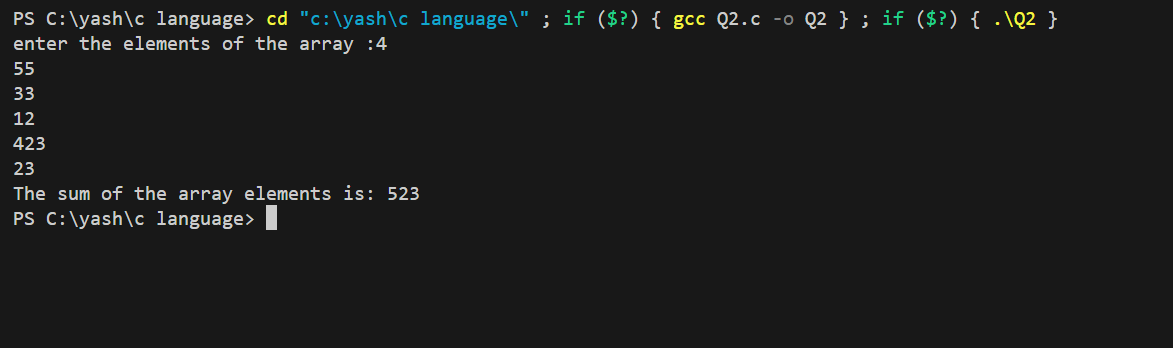 PS C:\yash\c language> cd "c:\yash\c language\" ; if ($?) { gcc Q2.c -o Q2 } ; if ($?) { .\Q2 }
enter the elements of the array :4
55
33
12
423
23
The sum of the array elements is: 523
PS C:\yash\c language>